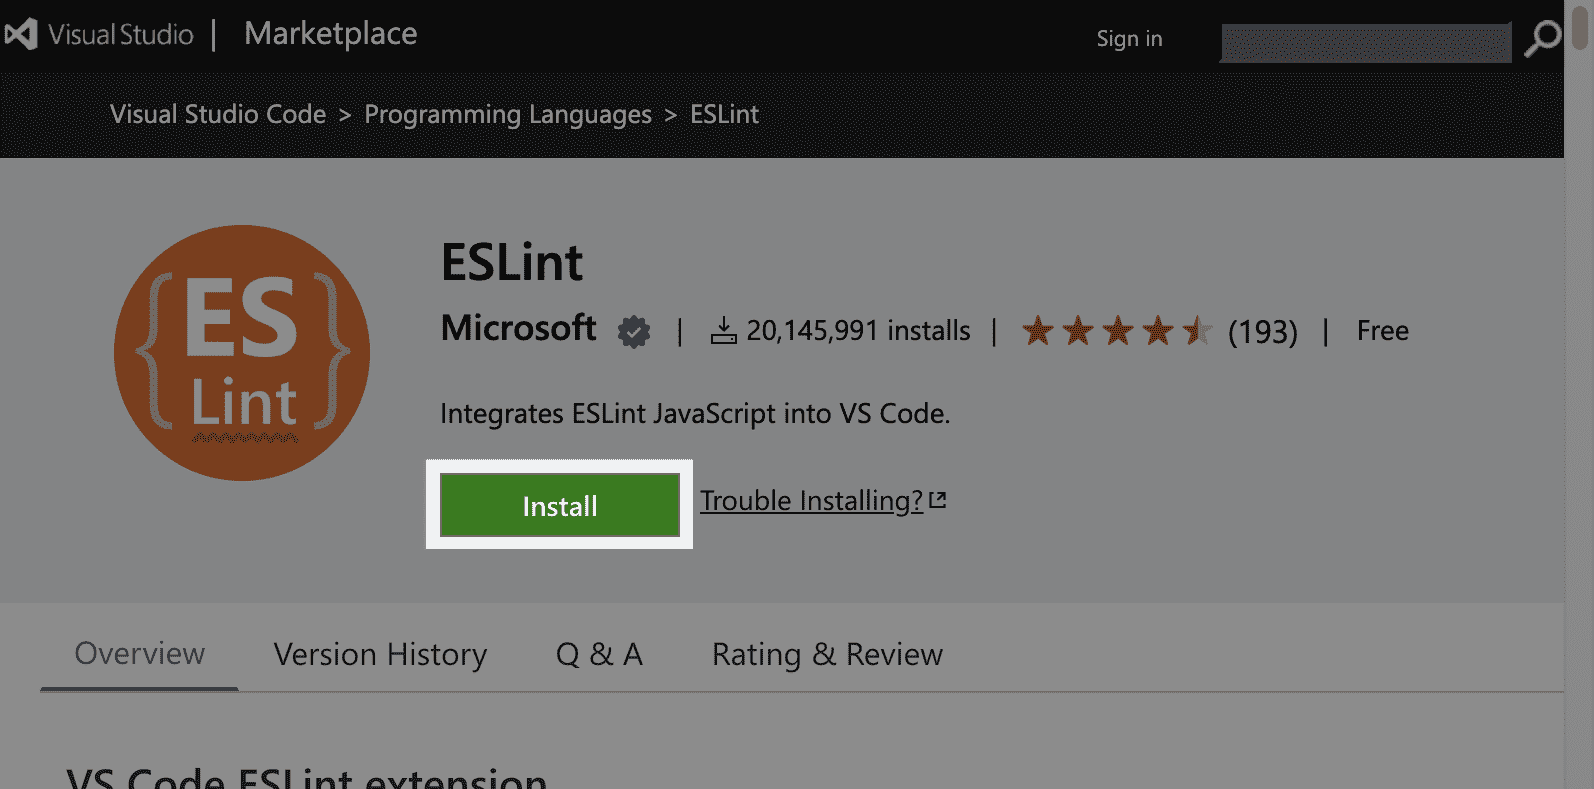 Visual Studio | Marketplace
Sign in
Visual Studio Code > Programming Languages > ESLint
{ES}
Lint
ESLint
Microsoft | 20,145,991 installs | (193) | Free
Integrates ESLint JavaScript into VS Code.
Install
Trouble Installing?
Overview
Version History
Q & A
Rating & Review
VS Code ESLint extension